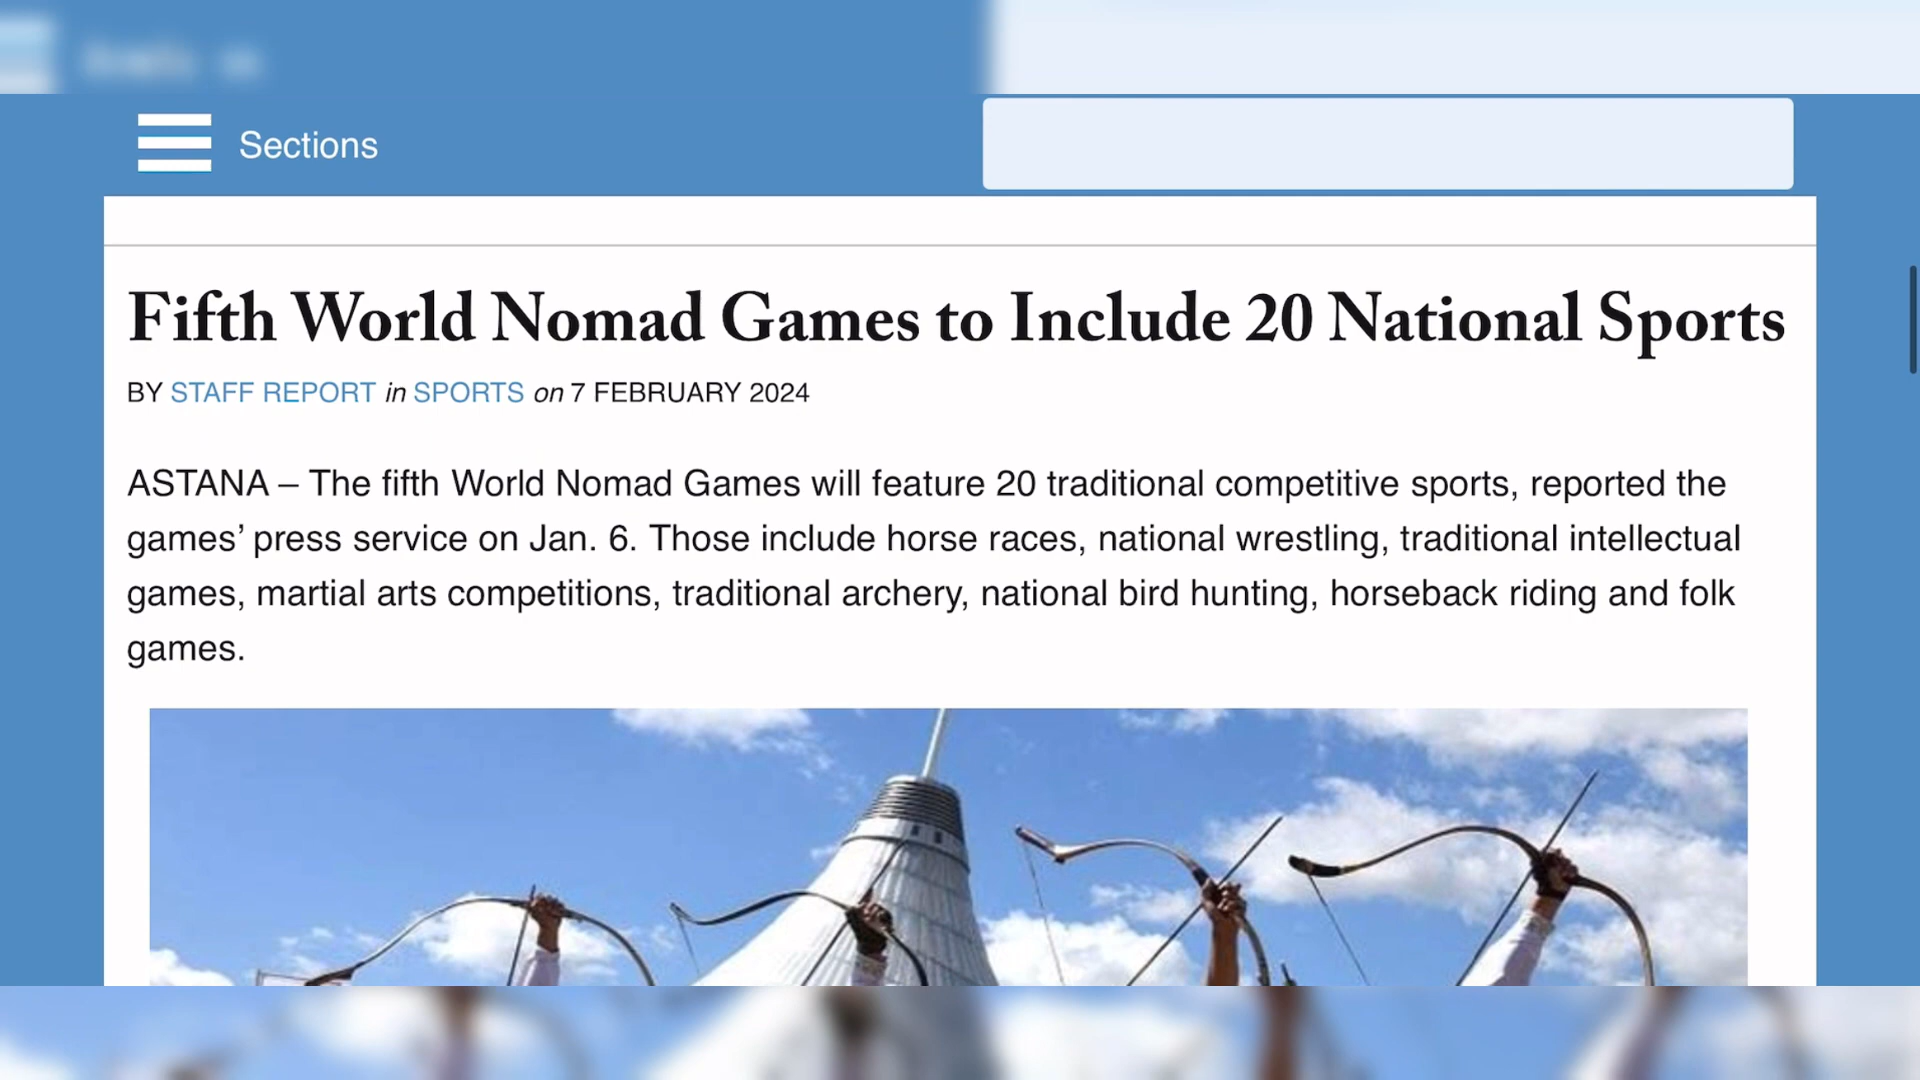 Sections
Fifth World Nomad Games to Include 20 National Sports
BY STAFF REPORT in SPORTS on 7 FEBRUARY 2024
ASTANA – The fifth World Nomad Games will feature 20 traditional competitive sports, reported the
games’ press service on Jan. 6. Those include horse races, national wrestling, traditional intellectual
games, martial arts competitions, traditional archery, national bird hunting, horseback riding and folk
games.